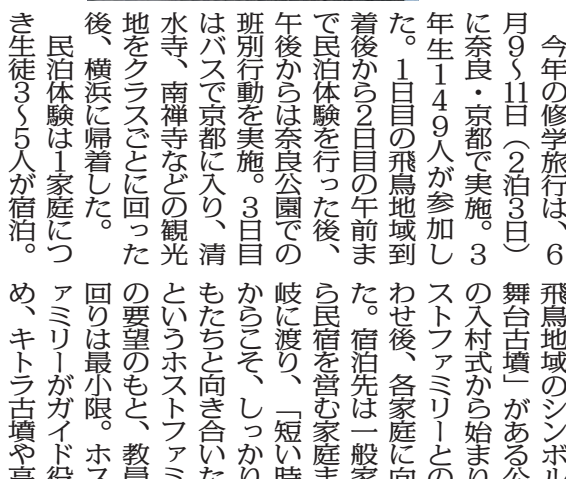 今年の修学旅行は、6
月9〜11日（2泊3日）
に奈良・京都で実施。3
年生149人が参加し
た。1日目の飛鳥地域到
着後から2日目の午前ま
で民泊体験を行った後、
午後からは奈良公園での
班別行動を実施。3日目
はバスで京都に入り、清
水寺、南禅寺などの観光
地をクラスごとに回った
後、横浜に帰着した。
民泊体験は1家庭につ
き生徒3〜5人が宿泊。
飛鳥地域のシンボル
舞台古墳」がある公
の入村式から始まり
ストファミリーとの
わせ後、各家庭に向
た。宿泊先は一般家
ら民宿を営む家庭ま
岐に渡り、「短い時
からこそ、しっかり
もたちと向き合いた
というホストファミ
の要望のもと、教員
回りは最小限。ホス
ァミリーがガイド役
め、キトラ古墳や高